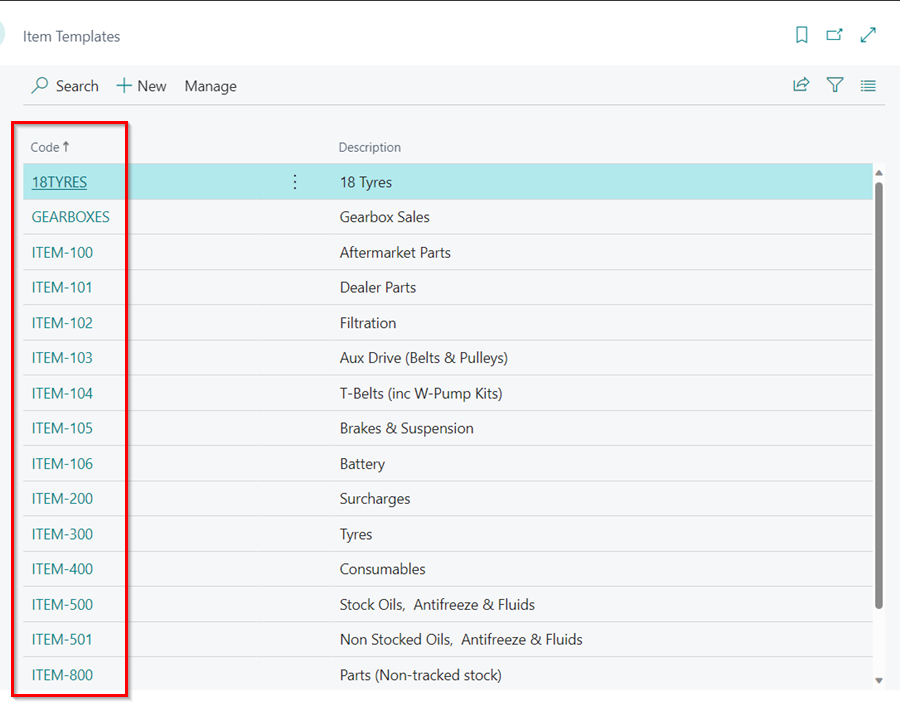 Item Templates
Search New Manage
Code↑ Description
18TYRES 18 Tyres
GEARBOXES Gearbox Sales
ITEM-100 Aftermarket Parts
ITEM-101 Dealer Parts
ITEM-102 Filtration
ITEM-103 Aux Drive (Belts & Pulleys)
ITEM-104 T-Belts (inc W-Pump Kits)
ITEM-105 Brakes & Suspension
ITEM-106 Battery
ITEM-200 Surcharges
ITEM-300 Tyres
ITEM-400 Consumables
ITEM-500 Stock Oils,  Antifreeze & Fluids
ITEM-501 Non Stocked Oils,  Antifreeze & Fluids
ITEM-800 Parts (Non-tracked stock)